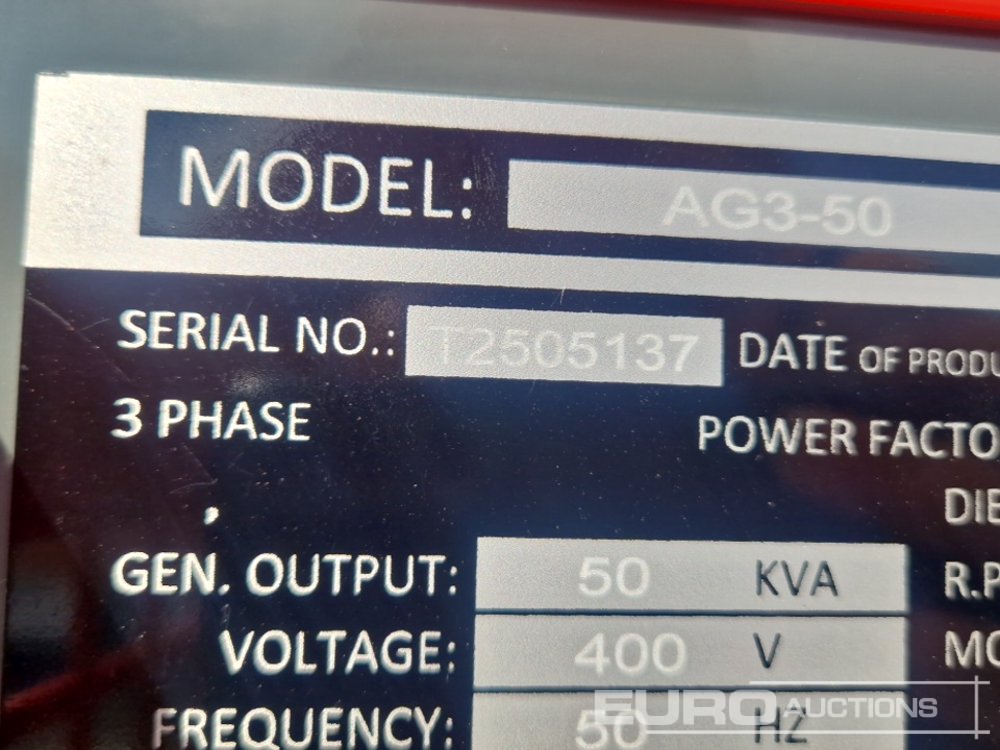 MODEL: AG3-50
SERIAL NO.: T2505137 DATE OF PRODU
3 PHASE POWER FACTO
DIE
GEN. OUTPUT: 50 KVA R.P
VOLTAGE: 400 V MO
FREQUENCY: 50 HZ
EURO AUCTIONS